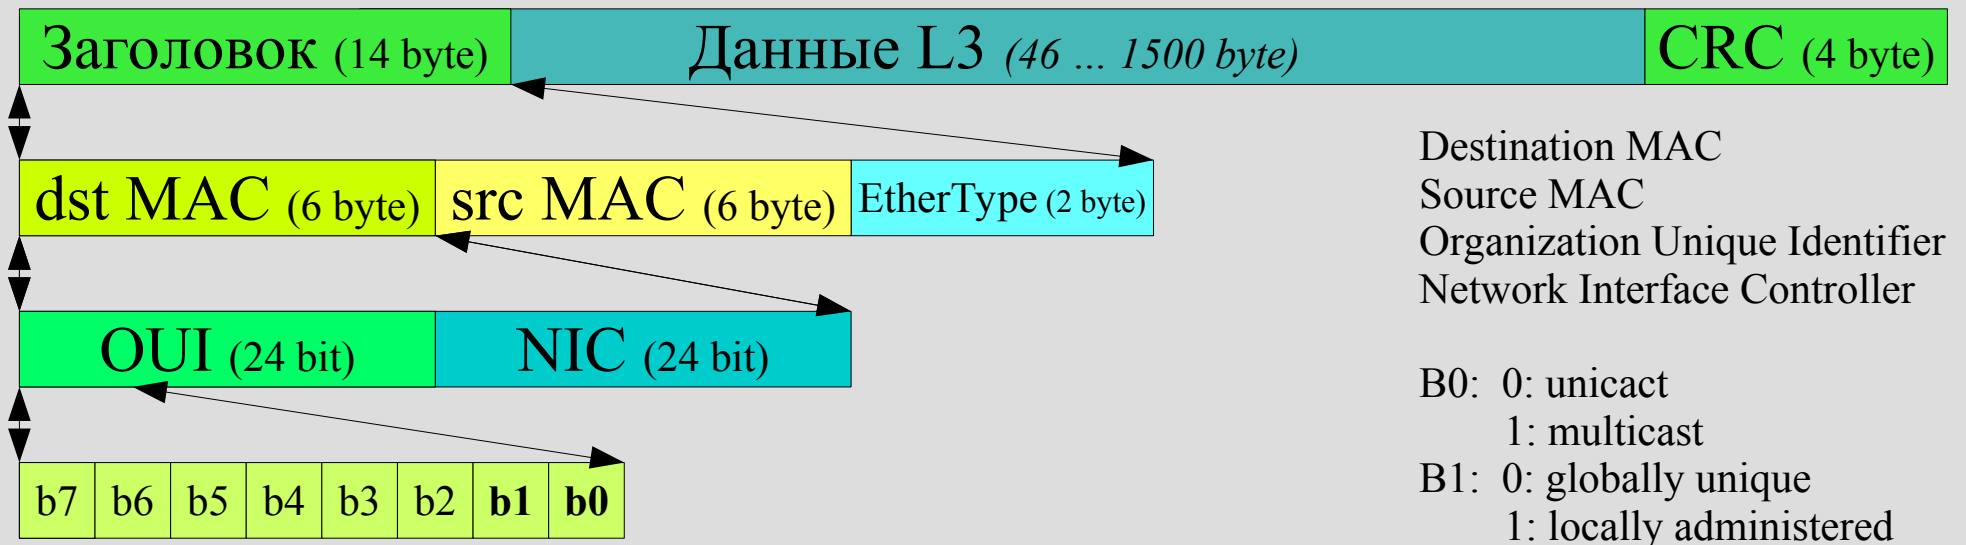 Заголовок (14 byte) Данные L3 (46 ... 1500 byte) CRC (4 byte)
Destination MAC
dst MAC (6 byte) src MAC (6 byte) EtherType (2 byte)
Source MAC
Organization Unique Identifier
Network Interface Controller
OUI (24 bit) NIC (24 bit)
B0: 0: unicact
1: multicast
B1: 0: globally unique
1: locally administered
b7 b6 b5 b4 b3 b2 b1 b0